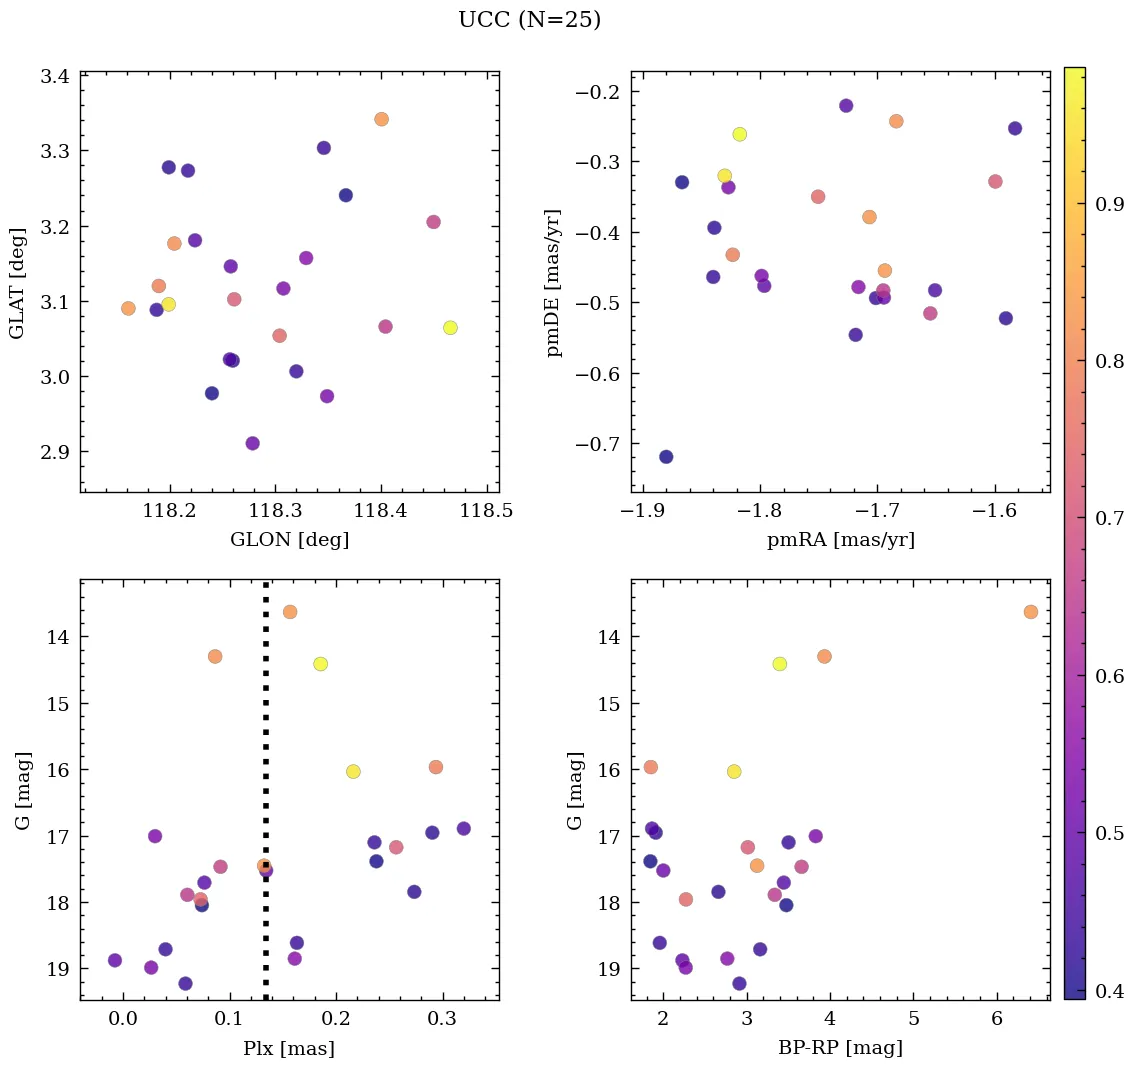 UCC (N=25)
3.4
3.3
3.2
3.1
3.0
2.9
GLAT [deg]
118.2 118.3 118.4 118.5
GLON [deg]
−0.2
−0.3
−0.4
−0.5
−0.6
−0.7
pmDE [mas/yr]
−1.9 −1.8 −1.7 −1.6
pmRA [mas/yr]
14
15
16
17
18
19
G [mag]
0.0 0.1 0.2 0.3
Plx [mas]
14
15
16
17
18
19
G [mag]
2 3 4 5 6
BP-RP [mag]
0.9
0.8
0.7
0.6
0.5
0.4